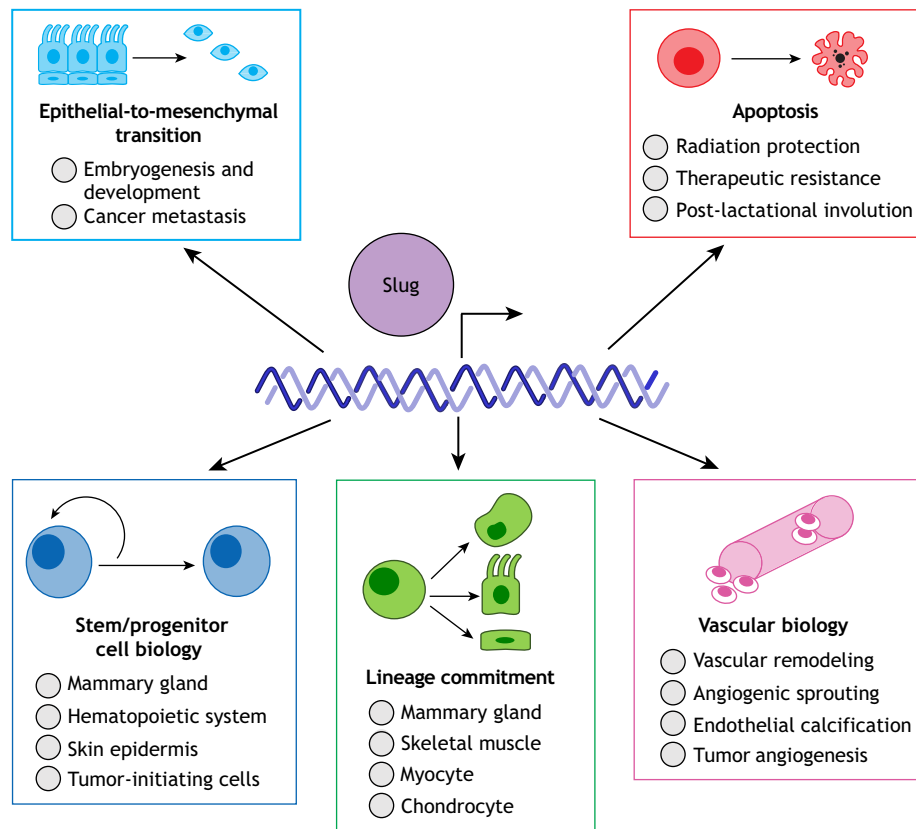 Epithelial-to-mesenchymal
transition
Embryogenesis and
development
Cancer metastasis
Apoptosis
Radiation protection
Therapeutic resistance
Post-lactational involution
Slug
Stem/progenitor
cell biology
Mammary gland
Hematopoietic system
Skin epidermis
Tumor-initiating cells
Lineage commitment
Mammary gland
Skeletal muscle
Myocyte
Chondrocyte
Vascular biology
Vascular remodeling
Angiogenic sprouting
Endothelial calcification
Tumor angiogenesis